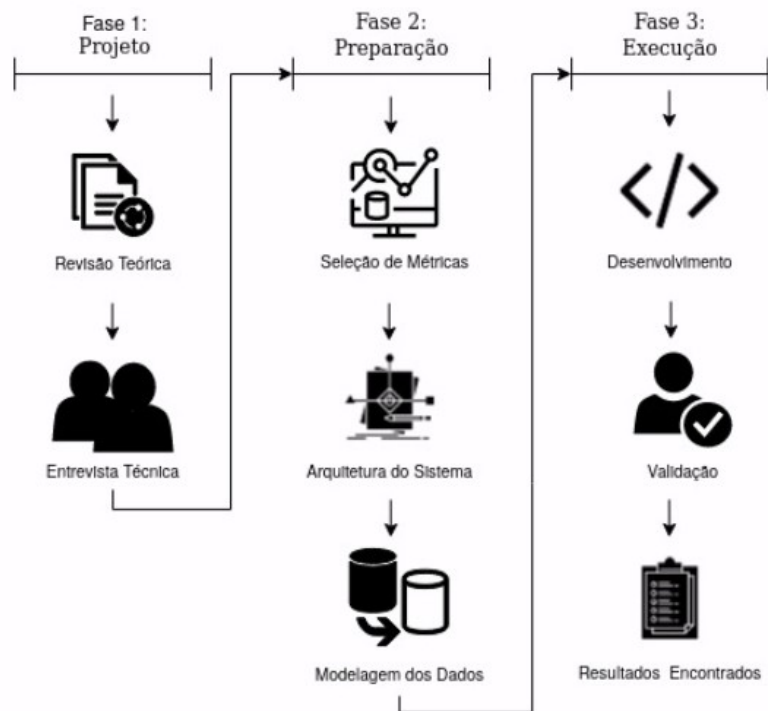 Fase 1:
Projeto
Revisão Teórica
Entrevista Técnica
Fase 2:
Preparação
Seleção de Métricas
Arquitetura do Sistema
Modelagem dos Dados
Fase 3:
Execução
Desenvolvimento
Validação
Resultados Encontrados